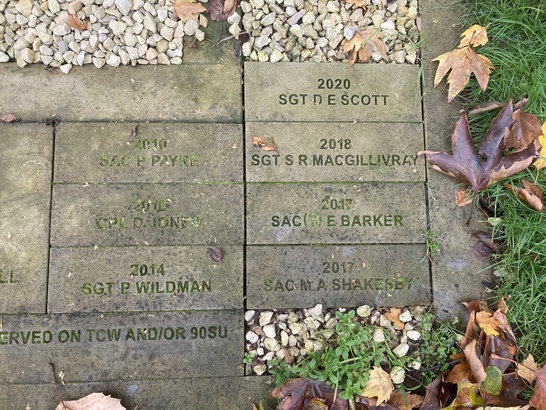 2020
SGT D E SCOTT
2010
SAC P PAYNE
2018
SGT S R MACGILLIVRAY
CPL D JONES
2017
SAC(T) E BARKER
2014
SGT P WILDMAN
2017
SAC M A SHAKESBY
ERVED ON TCW AND/OR 90SU